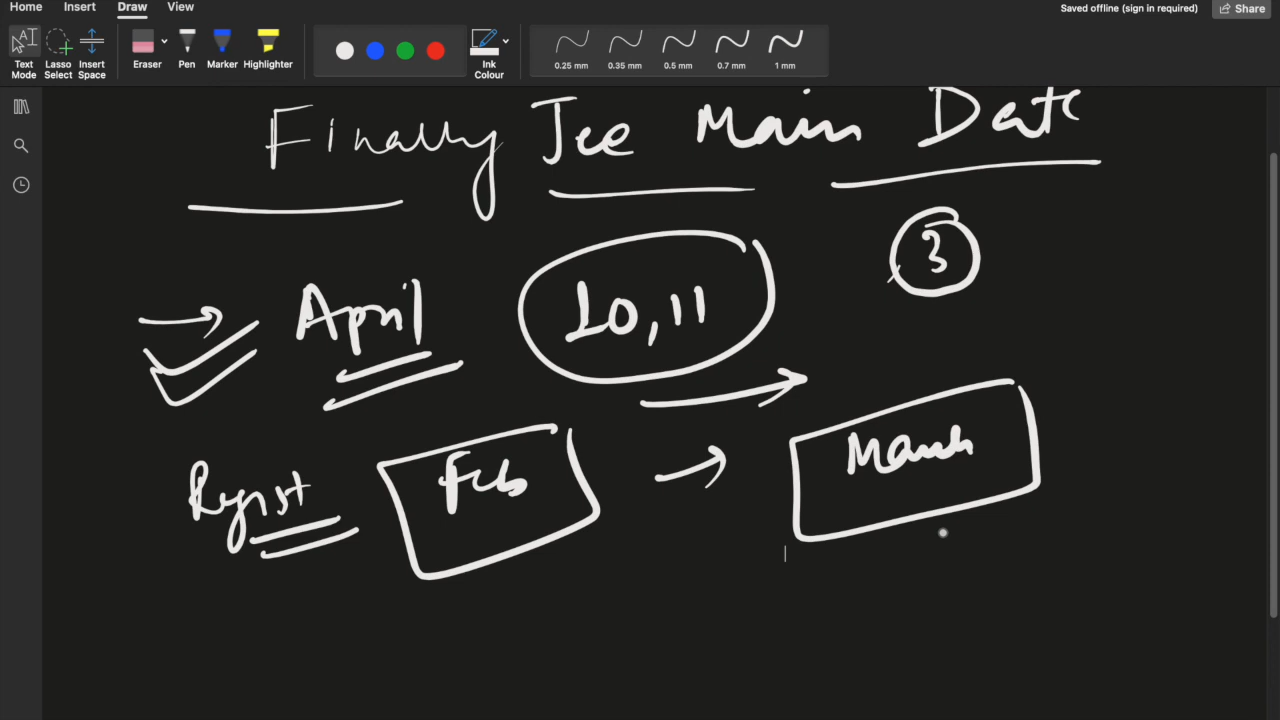 Home Insert Draw View
Saved offline (sign in required) Share
Text Mode
Lasso Select
Insert Space
Eraser
Pen
Marker
Highlighter
Ink Colour
0.25 mm 0.35 mm 0.5 mm 0.7 mm 1 mm
Finally Jee Main Date
3
April 10, 11
Regist Feb → March